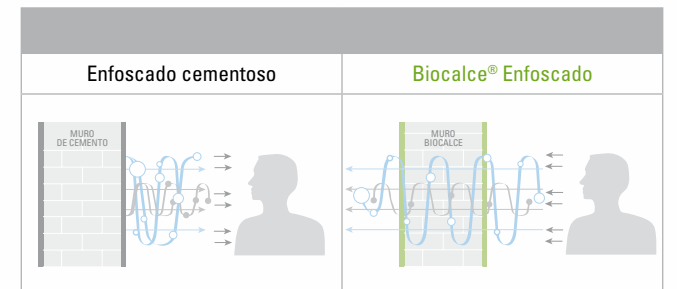 Enfoscado cementoso
Biocalce® Enfoscado
MURO
DE CEMENTO
MURO
BIOCALCE